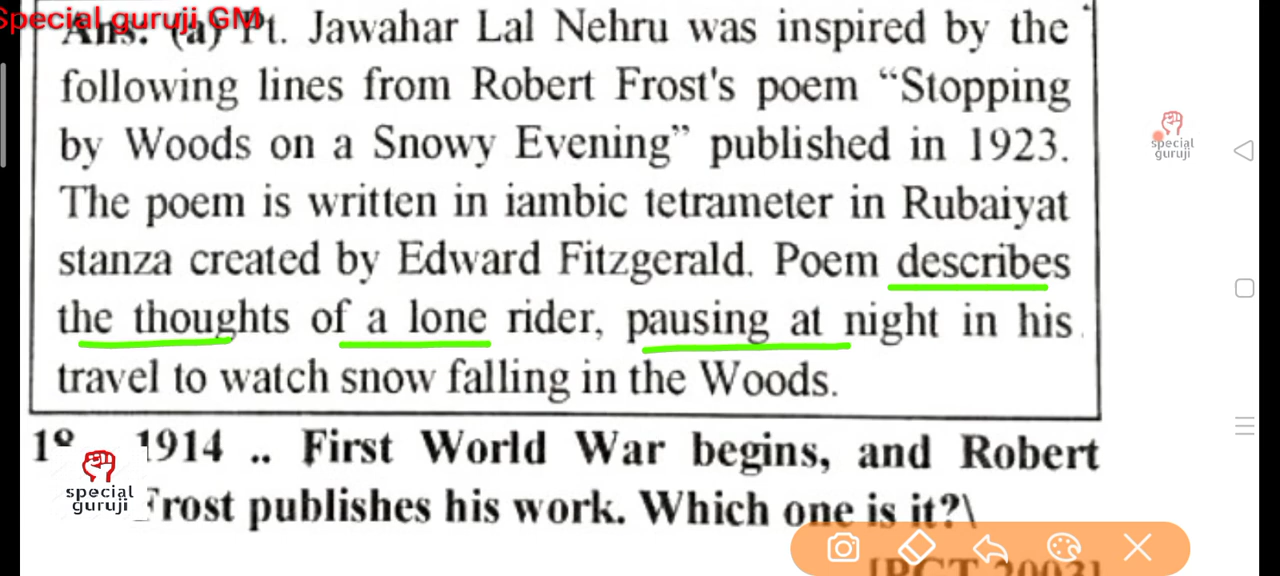 Special guruji GM
Ans. (a) Pt. Jawahar Lal Nehru was inspired by the
following lines from Robert Frost's poem “Stopping
by Woods on a Snowy Evening” published in 1923.
The poem is written in iambic tetrameter in Rubaiyat
stanza created by Edward Fitzgerald. Poem describes
the thoughts of a lone rider, pausing at night in his
travel to watch snow falling in the Woods.
1914 .. First World War begins, and Robert
Frost publishes his work. Which one is it?\
special
guruji
special
guruji